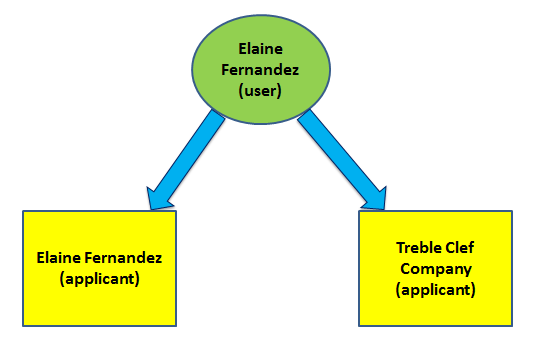 Elaine
Fernandez
(user)
Elaine Fernandez
(applicant)
Treble Clef
Company
(applicant)